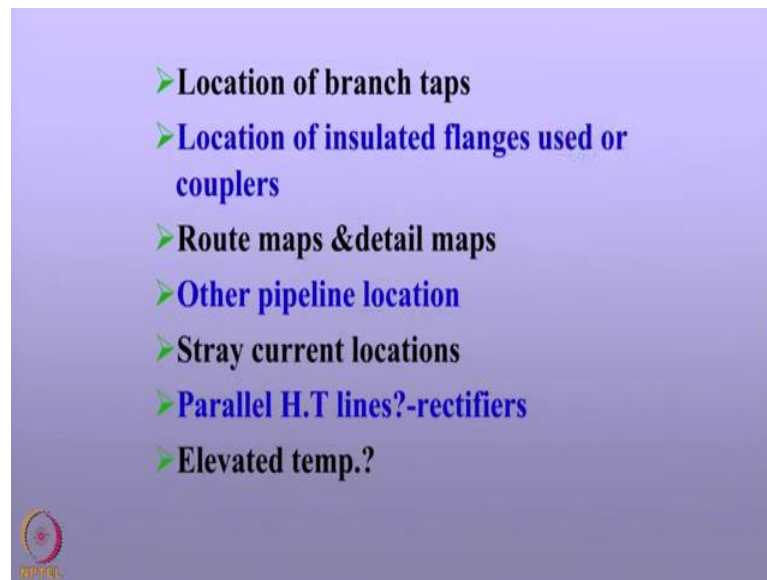 Location of branch taps
Location of insulated flanges used or
couplers
Route maps &detail maps
Other pipeline location
Stray current locations
Parallel H.T lines?-rectifiers
Elevated temp.?
NPTEL